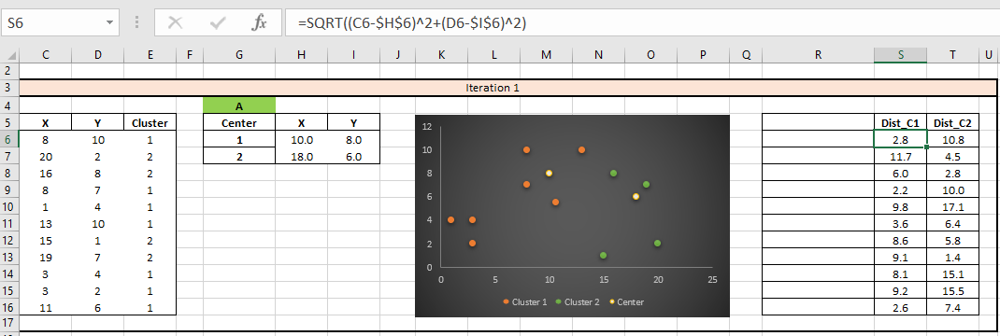 S6 fx =SQRT((C6-$H$6)^2+(D6-$I$6)^2)
C D E F G H I J K L M N O P Q R S T U
2
3 Iteration 1
4 A
5 X Y Cluster Center X Y Dist_C1 Dist_C2
6 8 10 1 1 10.0 8.0 2.8 10.8
7 20 2 2 2 18.0 6.0 11.7 4.5
8 16 8 2 6.0 2.8
9 8 7 1 2.2 10.0
10 1 4 1 9.8 17.1
11 13 10 1 3.6 6.4
12 15 1 2 8.6 5.8
13 19 7 2 9.1 1.4
14 3 4 1 8.1 15.1
15 3 2 1 9.2 15.5
16 11 6 1 2.6 7.4
17
12
10
8
6
4
2
0
0 5 10 15 20 25
Cluster 1 Cluster 2 Center